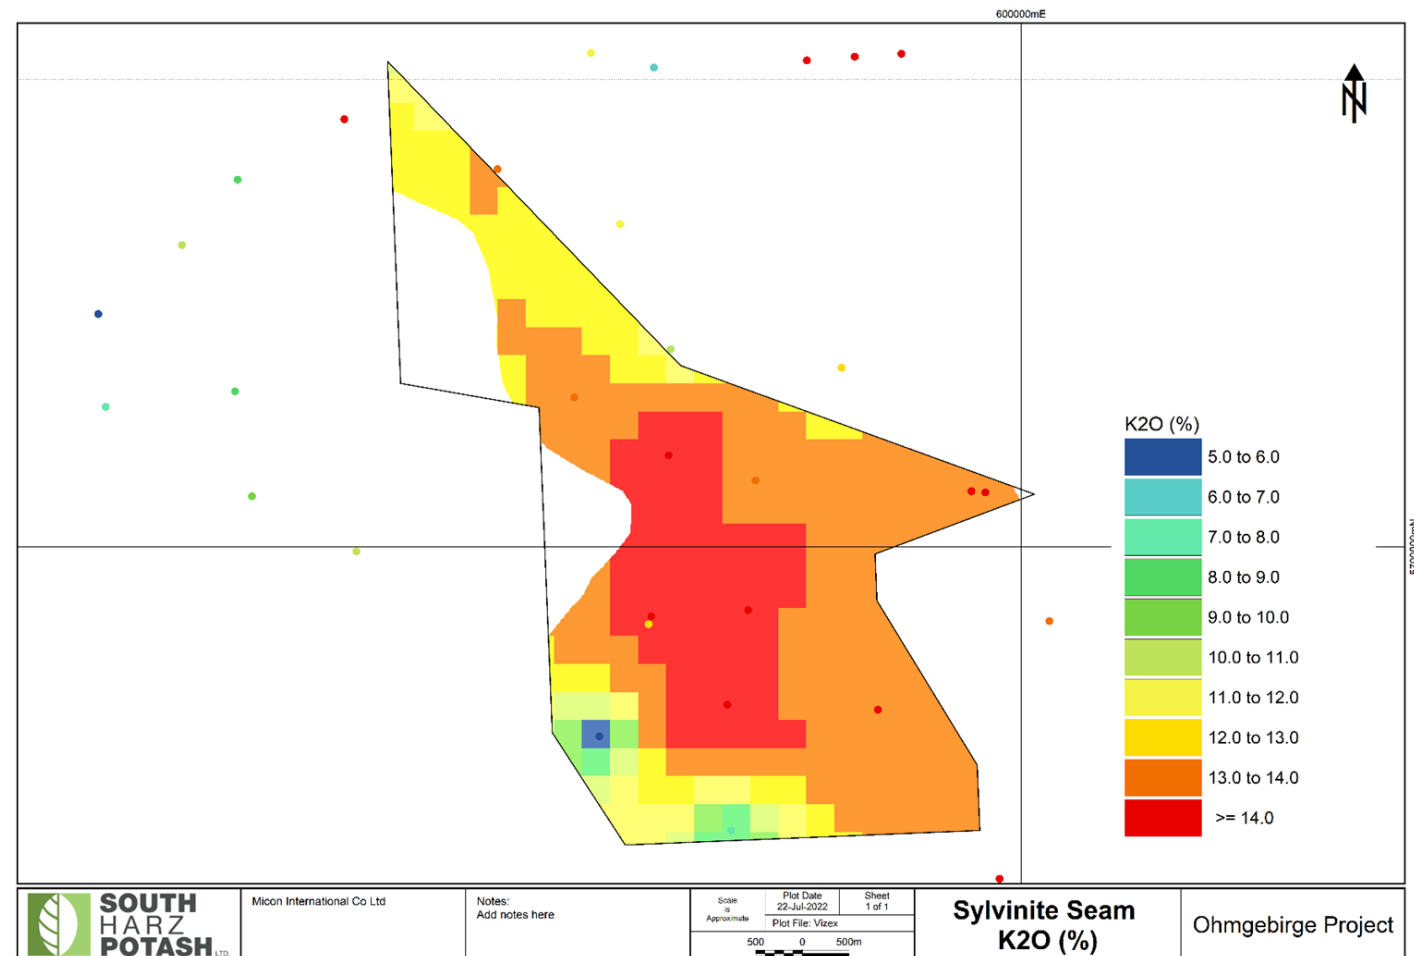 600000mE
N
K2O (%)
5.0 to 6.0
6.0 to 7.0
7.0 to 8.0
8.0 to 9.0
9.0 to 10.0
10.0 to 11.0
11.0 to 12.0
12.0 to 13.0
13.0 to 14.0
>= 14.0
5700000mN
SOUTH
HARZ
POTASH LTD.
Micon International Co Ltd
Notes:
Add notes here
Scale
is
Approximate
Plot Date
22-Jul-2022
Sheet
1 of 1
Plot File: Vizex
500 0 500m
Sylvinite Seam
K2O (%)
Ohmgebirge Project